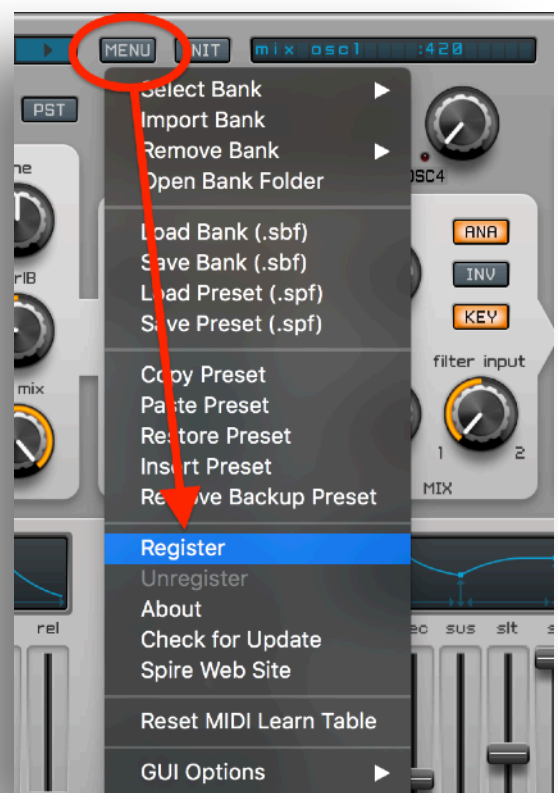 MENU INIT mix osc1 :420
PST
Select Bank
Import Bank
Remove Bank
Open Bank Folder
OSC4
Load Bank (.sbf)
Save Bank (.sbf)
Load Preset (.spf)
Save Preset (.spf)
ANA
INV
KEY
filter input
1 2
MIX
mix
Copy Preset
Paste Preset
Restore Preset
Insert Preset
Remove Backup Preset
Register
Unregister
About
Check for Update
Spire Web Site
rel
sus slt
Reset MIDI Learn Table
GUI Options